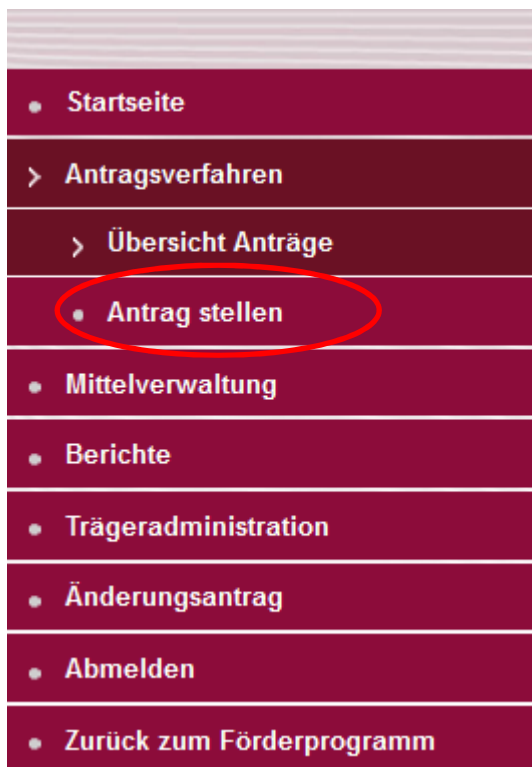 Startseite
Antragsverfahren
Übersicht Anträge
Antrag stellen
Mittelverwaltung
Berichte
Trägeradministration
Änderungsantrag
Abmelden
Zurück zum Förderprogramm